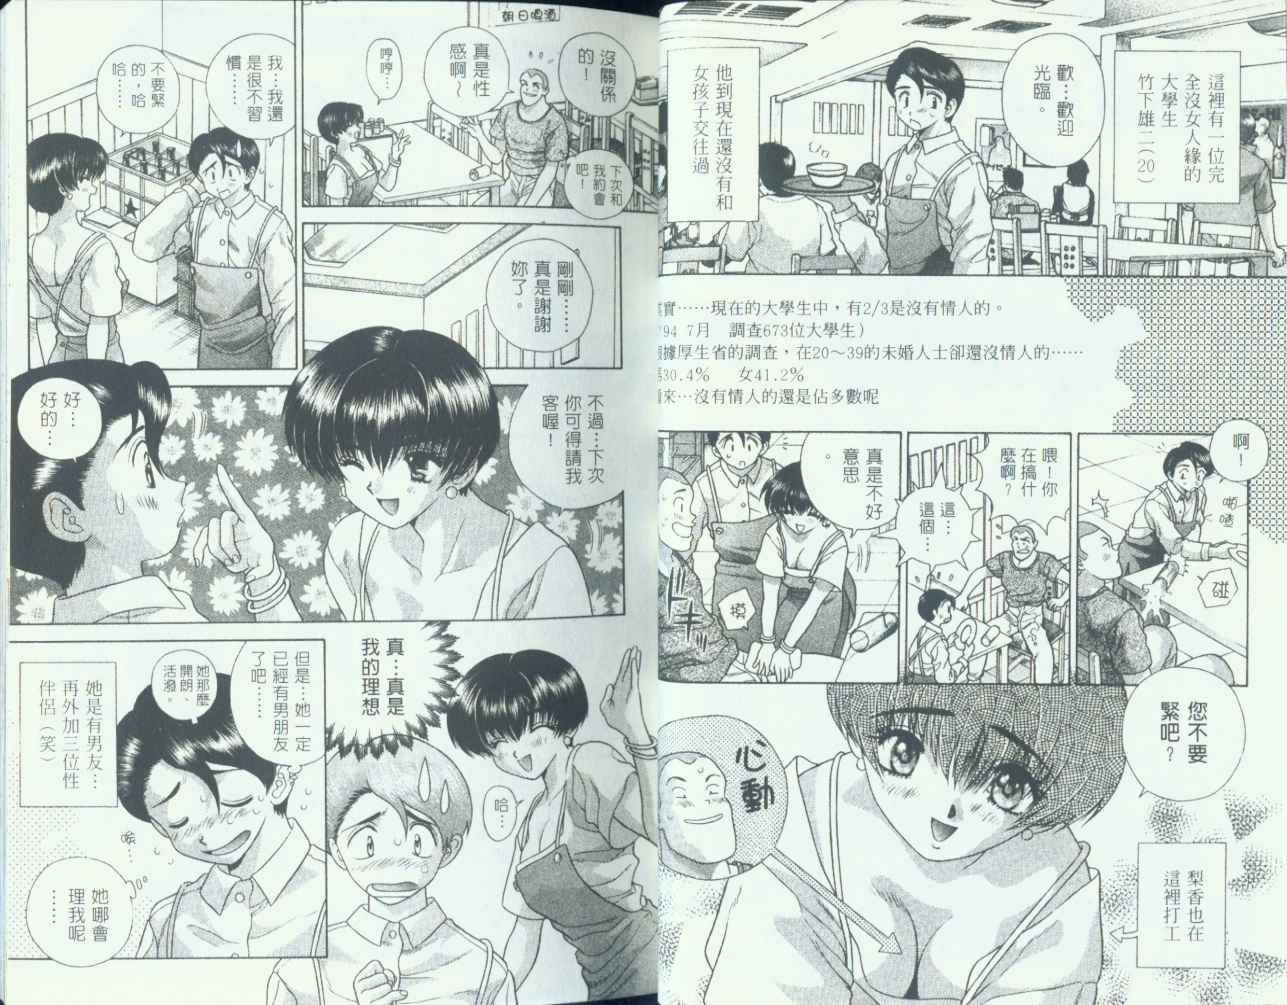 這裡有一位完
全沒女人緣的
大學生
竹下雄二(20)
歡…歡迎
光臨。
他到現在還沒有和
女孩子交往過
實……現在的大學生中，有2/3是沒有情人的。
'94 7月　調查673位大學生）
據厚生省的調查，在20～39的未婚人士卻還沒情人的……
30.4%　女41.2%
來…沒有情人的還是佔多數呢
啊！
啪
喳
碰
喂！你
在搞什
麼啊？
這…
這個…
真是不好
意思
。
摸
您不要
緊吧？
心動
梨香也在
這裡打工
朝日啤酒
沒關係
的！
真是性
感啊～
哼哼…
下次和
我約會
吧！
我…我還
是很不習
慣……
不要緊
的，哈
哈……
剛剛……
真是謝謝
妳了。
不過…下次
你可得請我
客喔！
好…
好的…
真…真是
我的理想
哈…
但是…她一定
已經有男朋友
了吧……
她那麼
開朗、
活潑。
她是有男友…
再外加三位性
伴侶（笑）
唉…
她哪會
理我呢
……